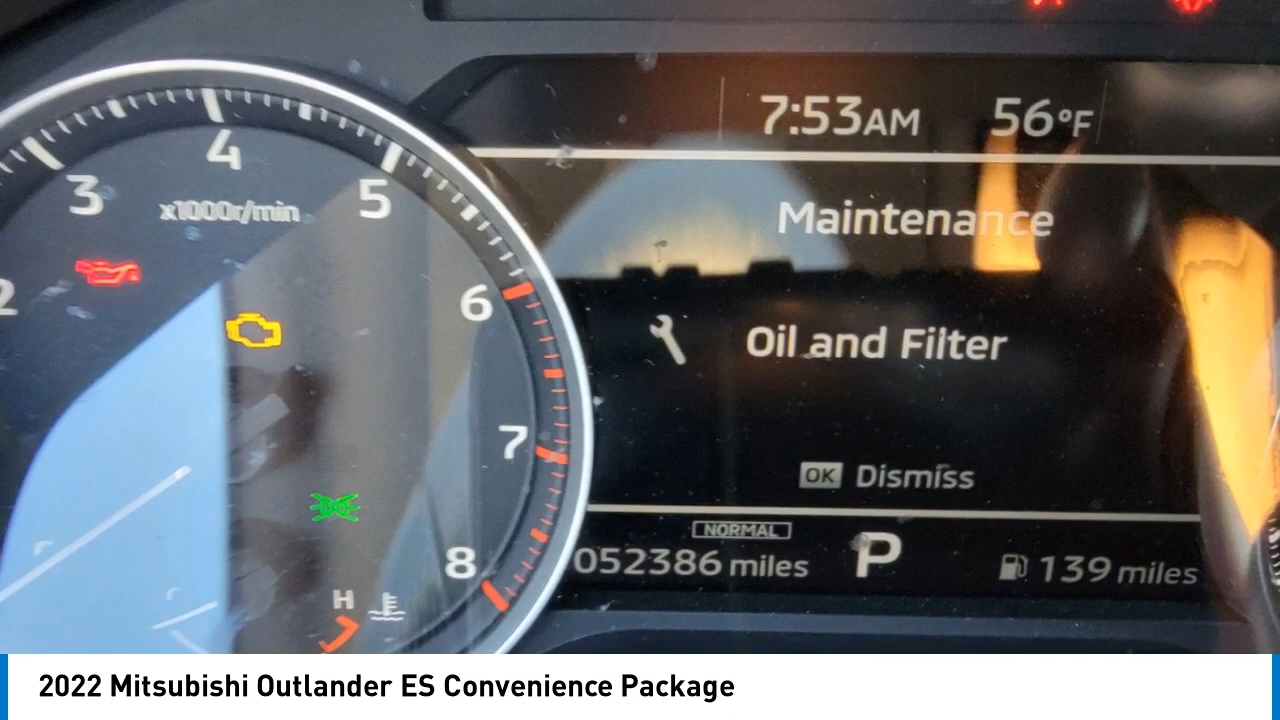 7:53AM 56°F
4
3 5
x1000r/min
Maintenance
2
6
Oil and Filter
7
OK Dismiss
NORMAL
8
052386 miles P 139 miles
H
2022 Mitsubishi Outlander ES Convenience Package